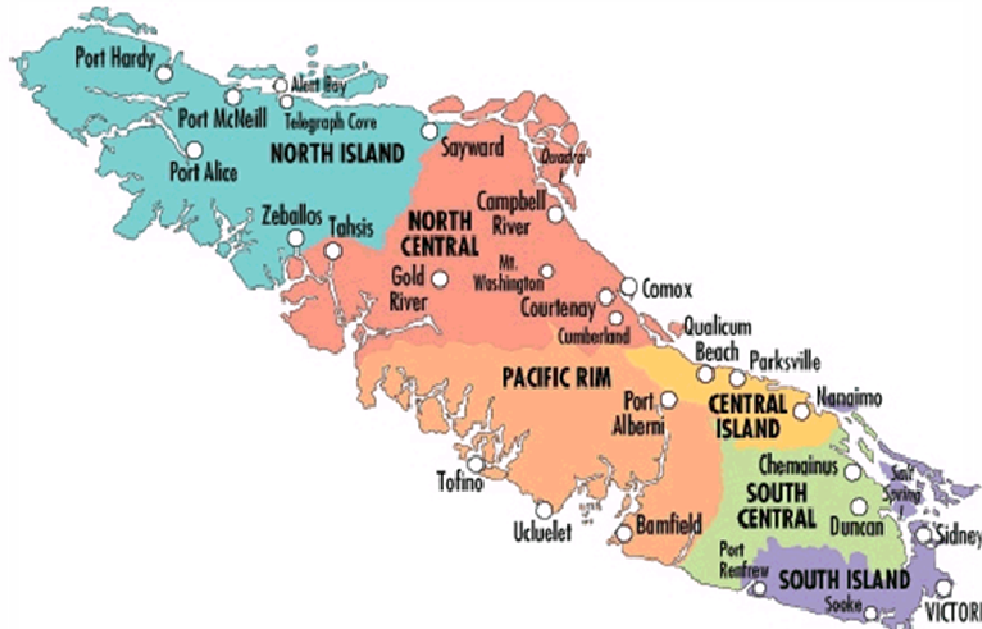 Port Hardy
Alert Bay
Port McNeill
Telegraph Cove
NORTH ISLAND
Sayward
Quadra
I
Port Alice
Zeballos
Tahsis
NORTH
CENTRAL
Campbell
River
Gold
River
Mt.
Washington
Comox
Courtenay
Cumberland
Qualicum
Beach
Parksville
PACIFIC RIM
Port
Alberni
CENTRAL
ISLAND
Nanaimo
Tofino
Chemainus
Salt
Spring
I
SOUTH
CENTRAL
Ucluelet
Bamfield
Duncan
Sidney
Port
Renfrew
SOUTH ISLAND
Sooke
VICTORI